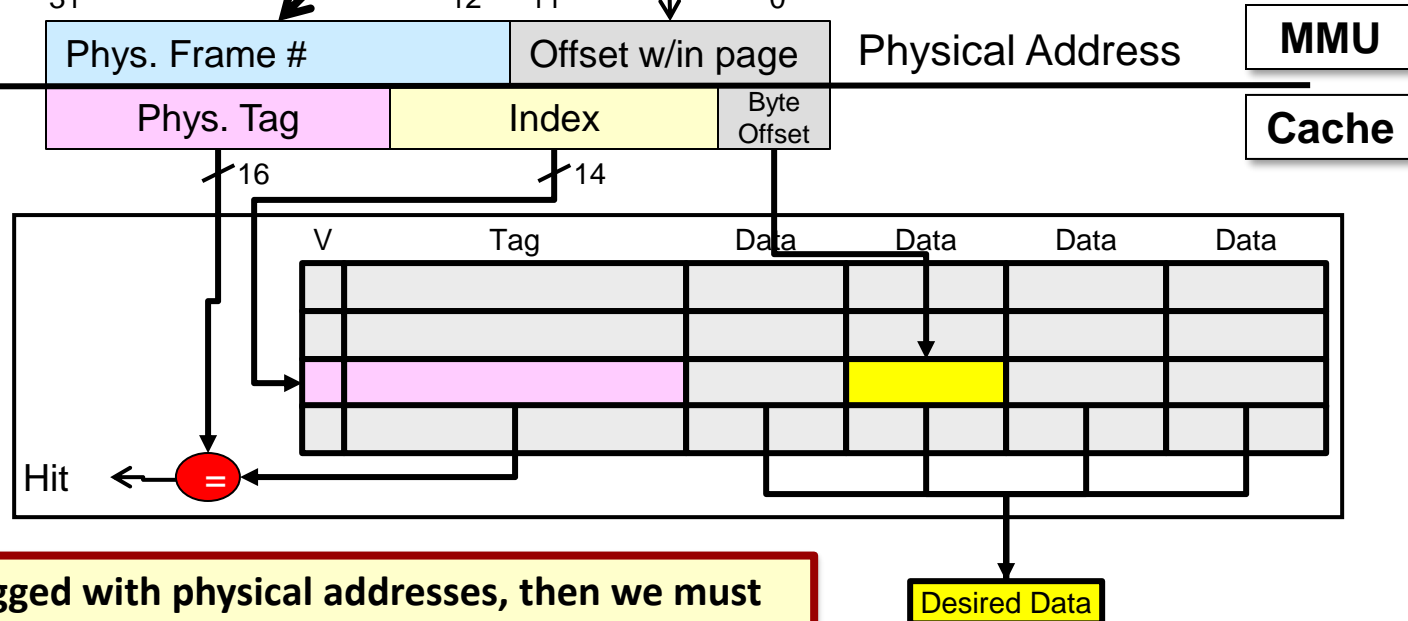 31 12 11 0
Phys. Frame # Offset w/in page Physical Address MMU
Phys. Tag Index Byte Offset Cache
16 14
V Tag Data Data Data Data
Hit =
gged with physical addresses, then we must
Desired Data